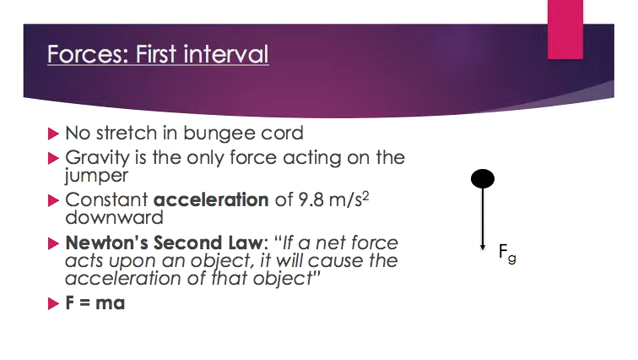 Forces: First interval
No stretch in bungee cord
Gravity is the only force acting on the
jumper
Constant acceleration of 9.8 m/s²
downward
Newton's Second Law: "If a net force
acts upon an object, it will cause the
acceleration of that object"
F = ma
Fg